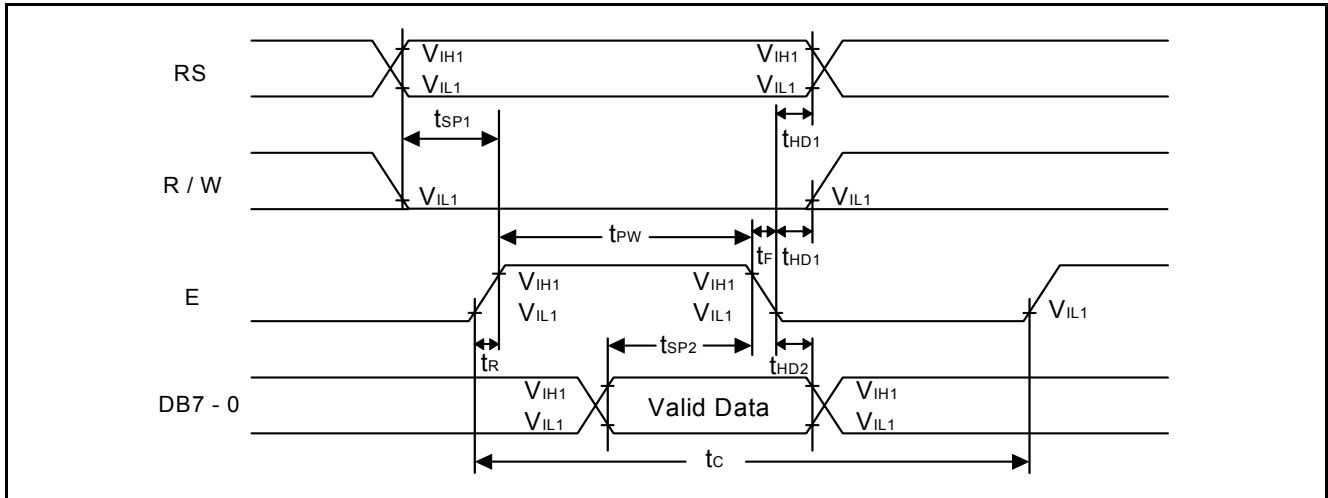 RS
VIH1 VIH1
VIL1 VIL1
tSP1 tHD1
R / W
VIL1 VIL1
tPW tF tHD1
E
VIH1 VIH1
VIL1 VIL1 VIL1
tR tSP2 tHD2
DB7 - 0
VIH1 Valid Data VIH1
VIL1 VIL1
tC